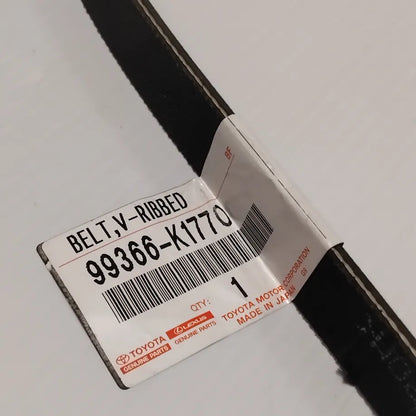 BELT,V-RIBBED
99366-K1770
QTY: 1
TOYOTA
GENUINE PARTS
LEXUS
GENUINE PARTS
TOYOTA MOTOR CORPORATION
MADE IN JAPAN